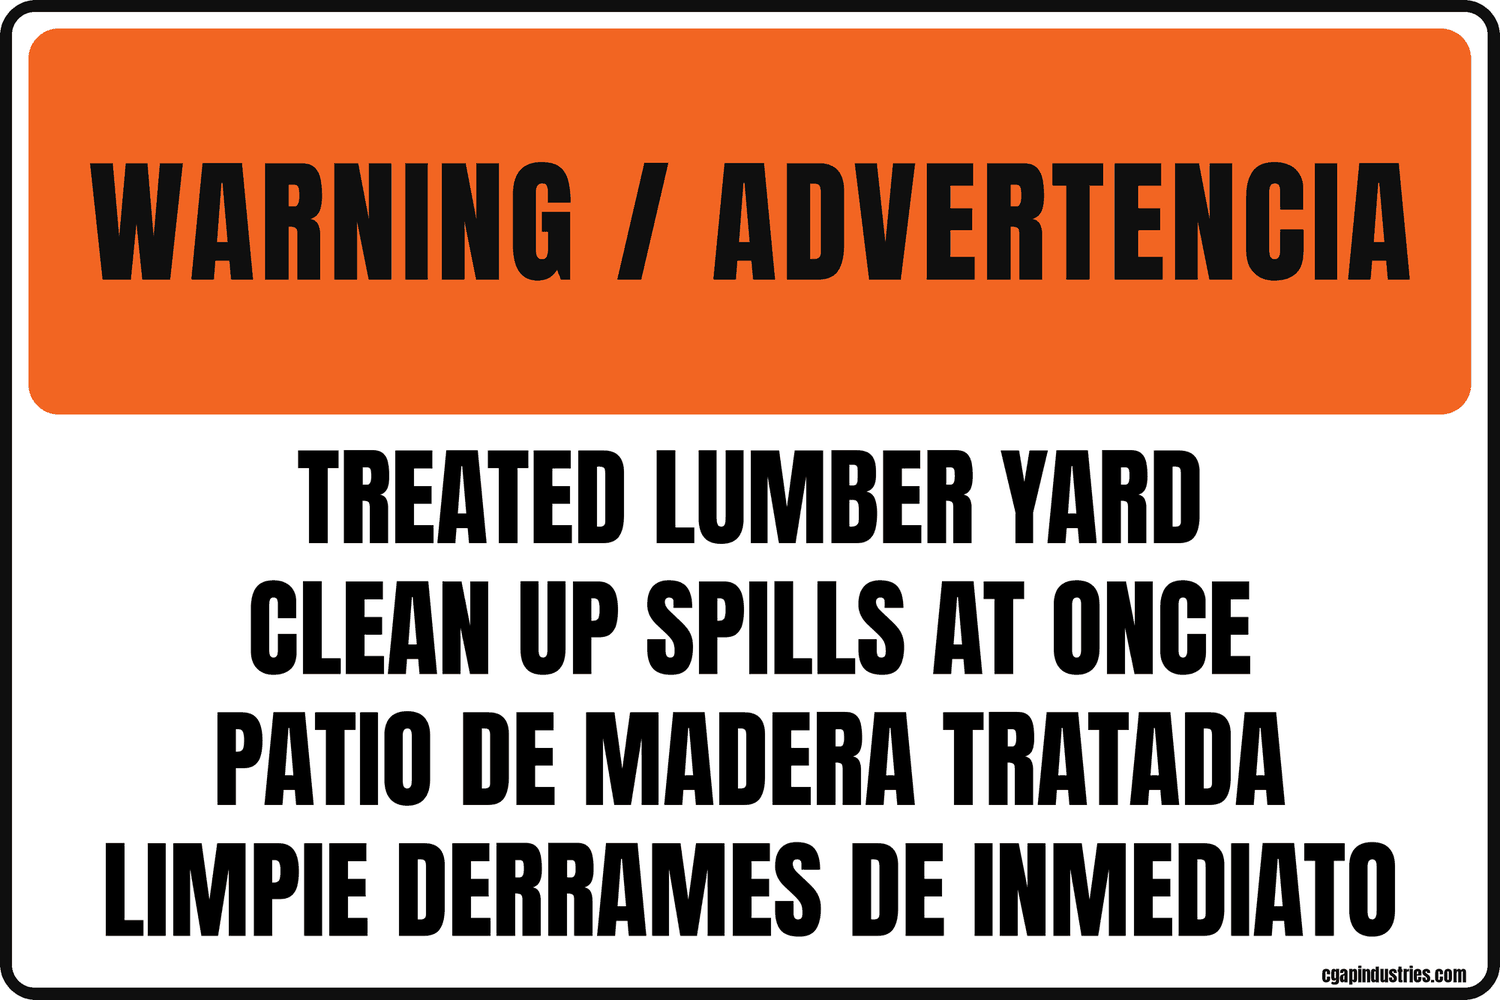 WARNING / ADVERTENCIA
TREATED LUMBER YARD
CLEAN UP SPILLS AT ONCE
PATIO DE MADERA TRATADA
LIMPIE DERRAMES DE INMEDIATO
cgapindustries.com